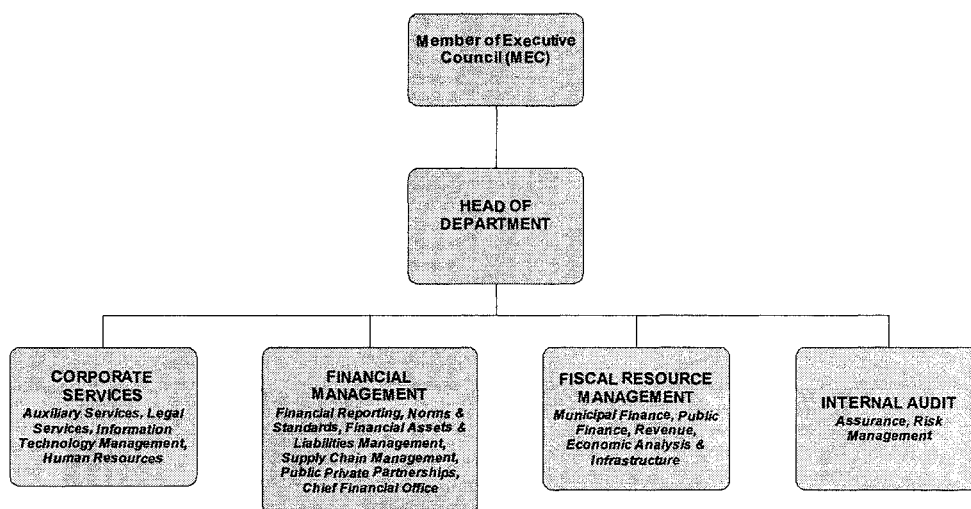 Member of Executive
Council (MEC)
HEAD OF
DEPARTMENT
CORPORATE
SERVICES
Auxiliary Services, Legal
Services, Information
Technology Management,
Human Resources
FINANCIAL
MANAGEMENT
Financial Reporting, Norms &
Standards, Financial Assets &
Liabilities Management,
Supply Chain Management,
Public Private Partnerships,
Chief Financial Office
FISCAL RESOURCE
MANAGEMENT
Municipal Finance, Public
Finance, Revenue,
Economic Analysis &
Infrastructure
INTERNAL AUDIT
Assurance, Risk
Management